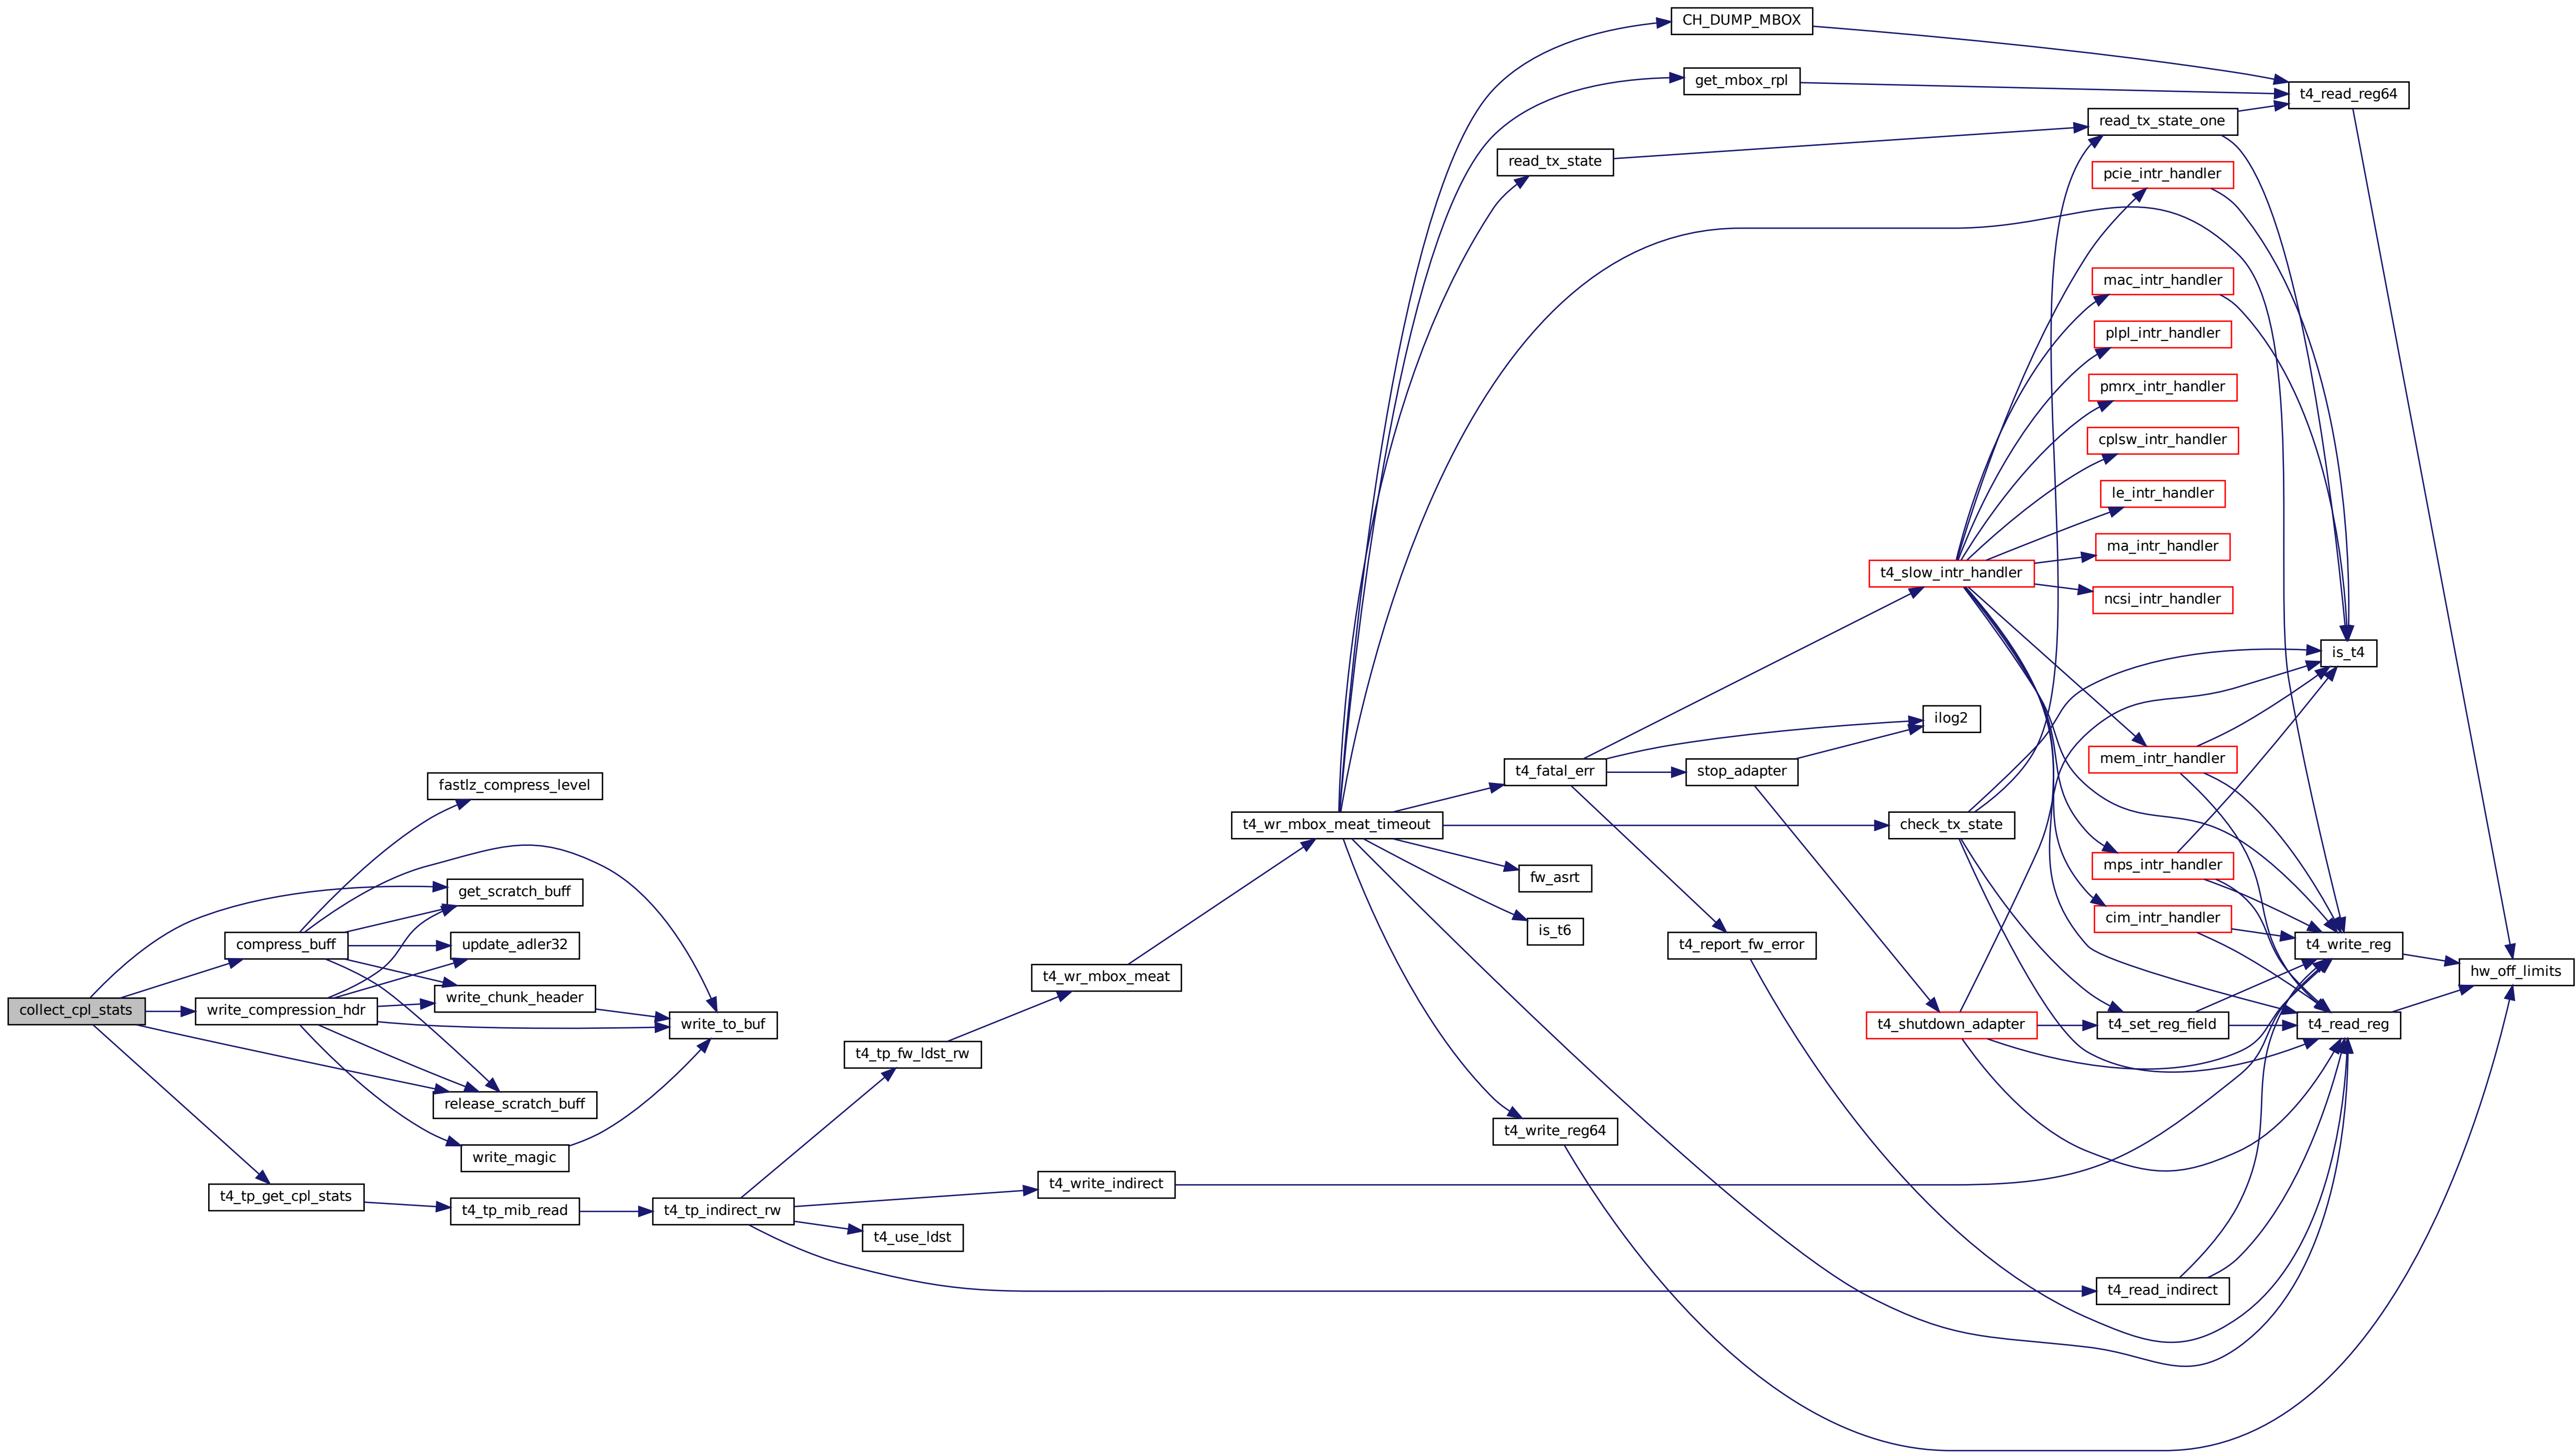 collect_cpl_stats
compress_buff
write_compression_hdr
t4_tp_get_cpl_stats
fastlz_compress_level
get_scratch_buff
update_adler32
write_chunk_header
release_scratch_buff
write_magic
t4_tp_mib_read
write_to_buf
t4_tp_indirect_rw
t4_tp_fw_ldst_rw
t4_use_ldst
t4_wr_mbox_meat
t4_write_indirect
t4_wr_mbox_meat_timeout
read_tx_state
t4_fatal_err
fw_asrt
is_t6
t4_write_reg64
CH_DUMP_MBOX
get_mbox_rpl
stop_adapter
t4_report_fw_error
t4_slow_intr_handler
ilog2
check_tx_state
t4_shutdown_adapter
read_tx_state_one
pcie_intr_handler
mac_intr_handler
plpl_intr_handler
pmrx_intr_handler
cplsw_intr_handler
le_intr_handler
ma_intr_handler
ncsi_intr_handler
mem_intr_handler
mps_intr_handler
cim_intr_handler
t4_set_reg_field
t4_read_indirect
t4_read_reg64
is_t4
t4_write_reg
t4_read_reg
hw_off_limits